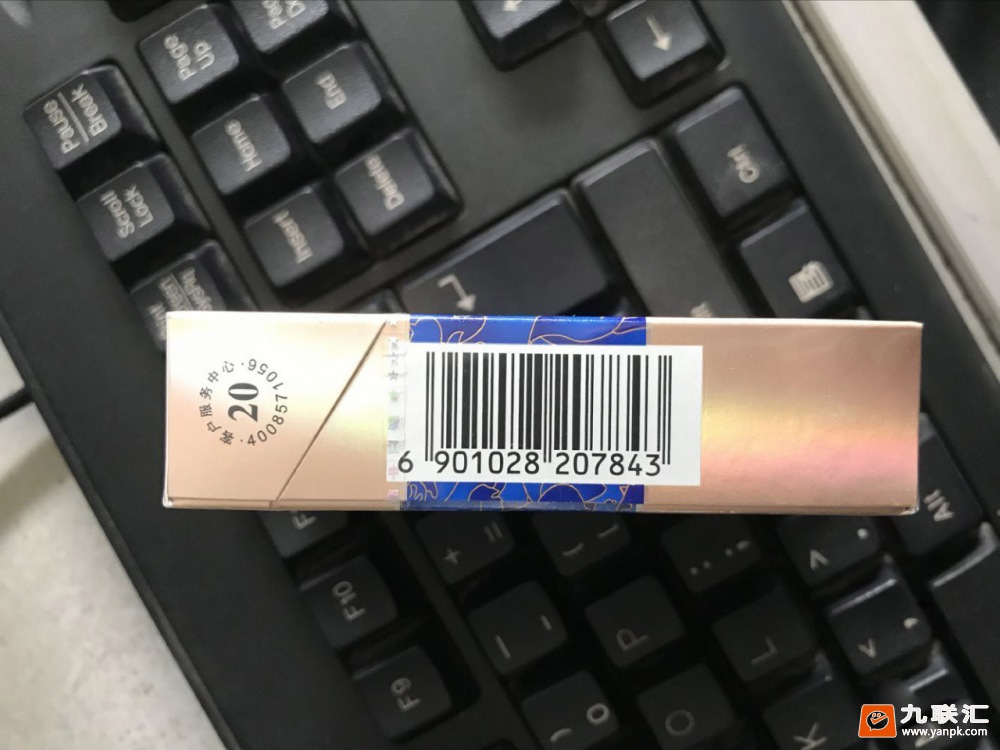 Pause
Break
Page
Up
Scroll
Lock
Home
End
Insert
Delete
Ctrl
客户服务中心·4008571056·
20
6 901028 207843
F10
F9
+
=
P
L
O
K
Alt
九联汇
www.yanpk.com